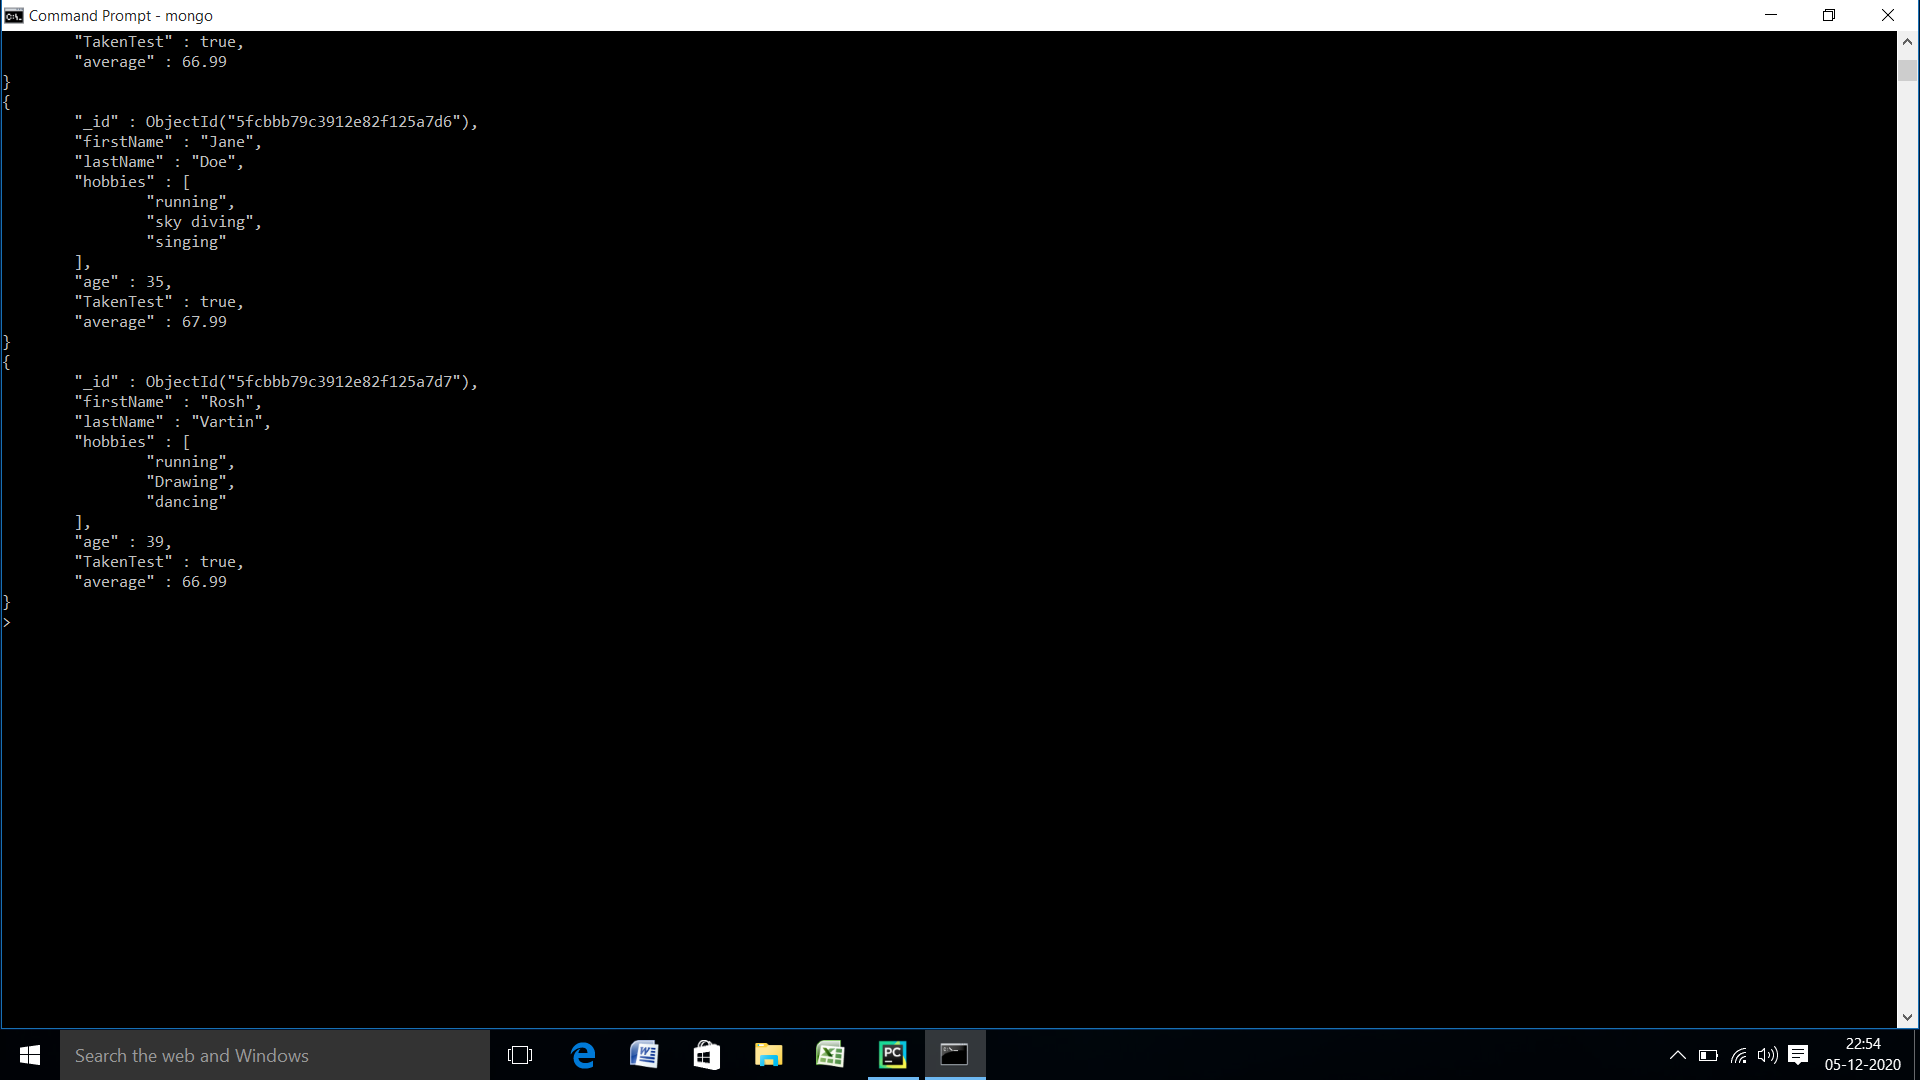 Command Prompt - mongo
"TakenTest" : true,
"average" : 66.99
}
{
"_id" : ObjectId("5fcbbb79c3912e82f125a7d6"),
"firstName" : "Jane",
"lastName" : "Doe",
"hobbies" : [
"running",
"sky diving",
"singing"
],
"age" : 35,
"TakenTest" : true,
"average" : 67.99
}
{
"_id" : ObjectId("5fcbbb79c3912e82f125a7d7"),
"firstName" : "Rosh",
"lastName" : "Vartin",
"hobbies" : [
"running",
"Drawing",
"dancing"
],
"age" : 39,
"TakenTest" : true,
"average" : 66.99
}
>
Search the web and Windows
PC
22:54
05-12-2020